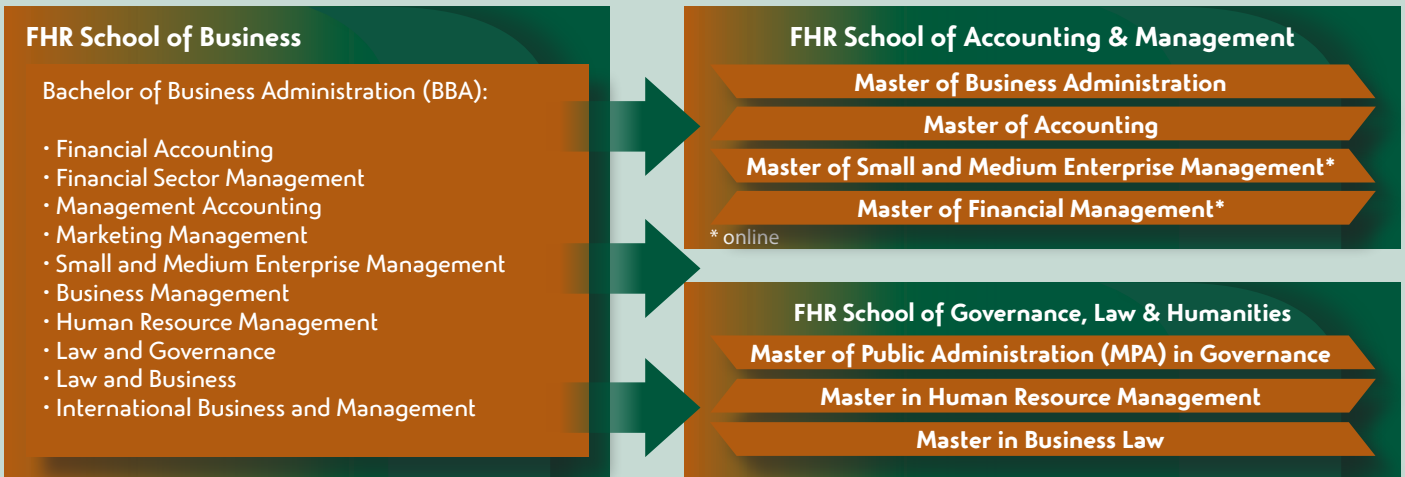 FHR School of Business
Bachelor of Business Administration (BBA):
· Financial Accounting
· Financial Sector Management
· Management Accounting
· Marketing Management
· Small and Medium Enterprise Management
· Business Management
· Human Resource Management
· Law and Governance
· Law and Business
· International Business and Management
FHR School of Accounting & Management
Master of Business Administration
Master of Accounting
Master of Small and Medium Enterprise Management*
Master of Financial Management*
* online
FHR School of Governance, Law & Humanities
Master of Public Administration (MPA) in Governance
Master in Human Resource Management
Master in Business Law